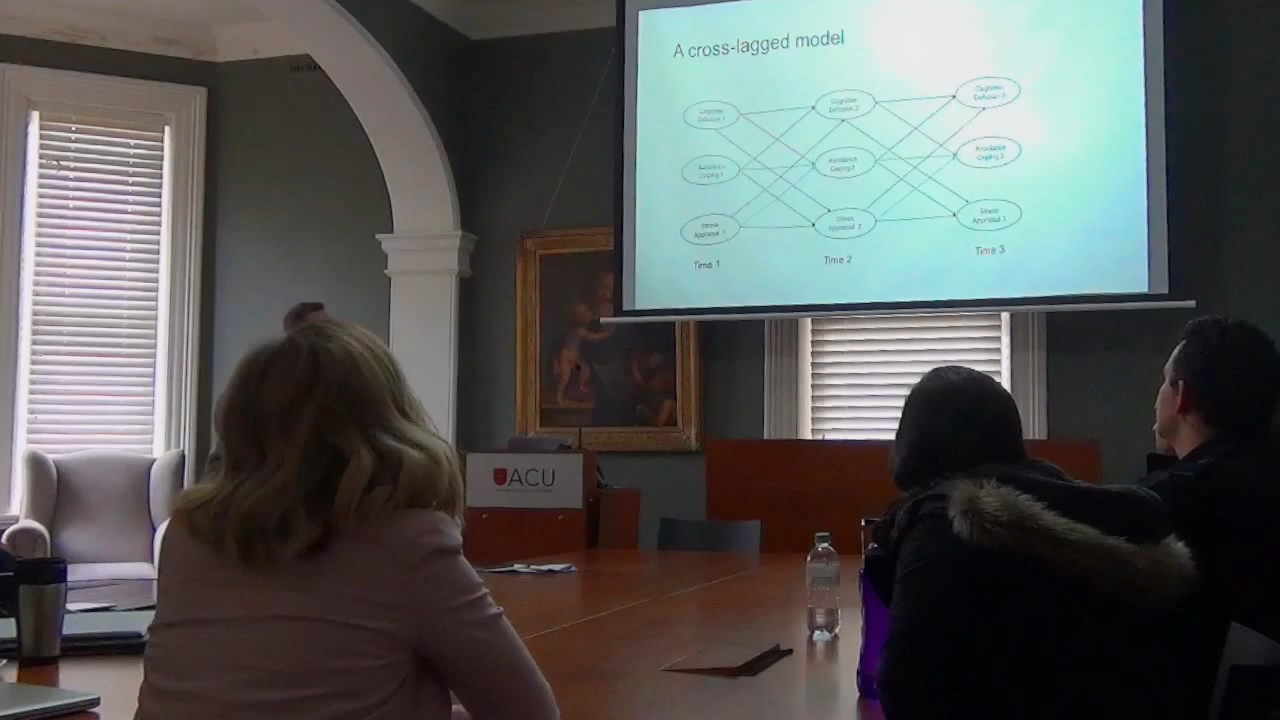 A cross-lagged model
Cognitive
Defusion 1
Cognitive
Defusion 2
Cognitive
Defusion 3
Avoidance
Coping 1
Avoidance
Coping 2
Avoidance
Coping 3
Stress
Appraisal 1
Stress
Appraisal 2
Stress
Appraisal 1
Time 1
Time 2
Time 3
ACU